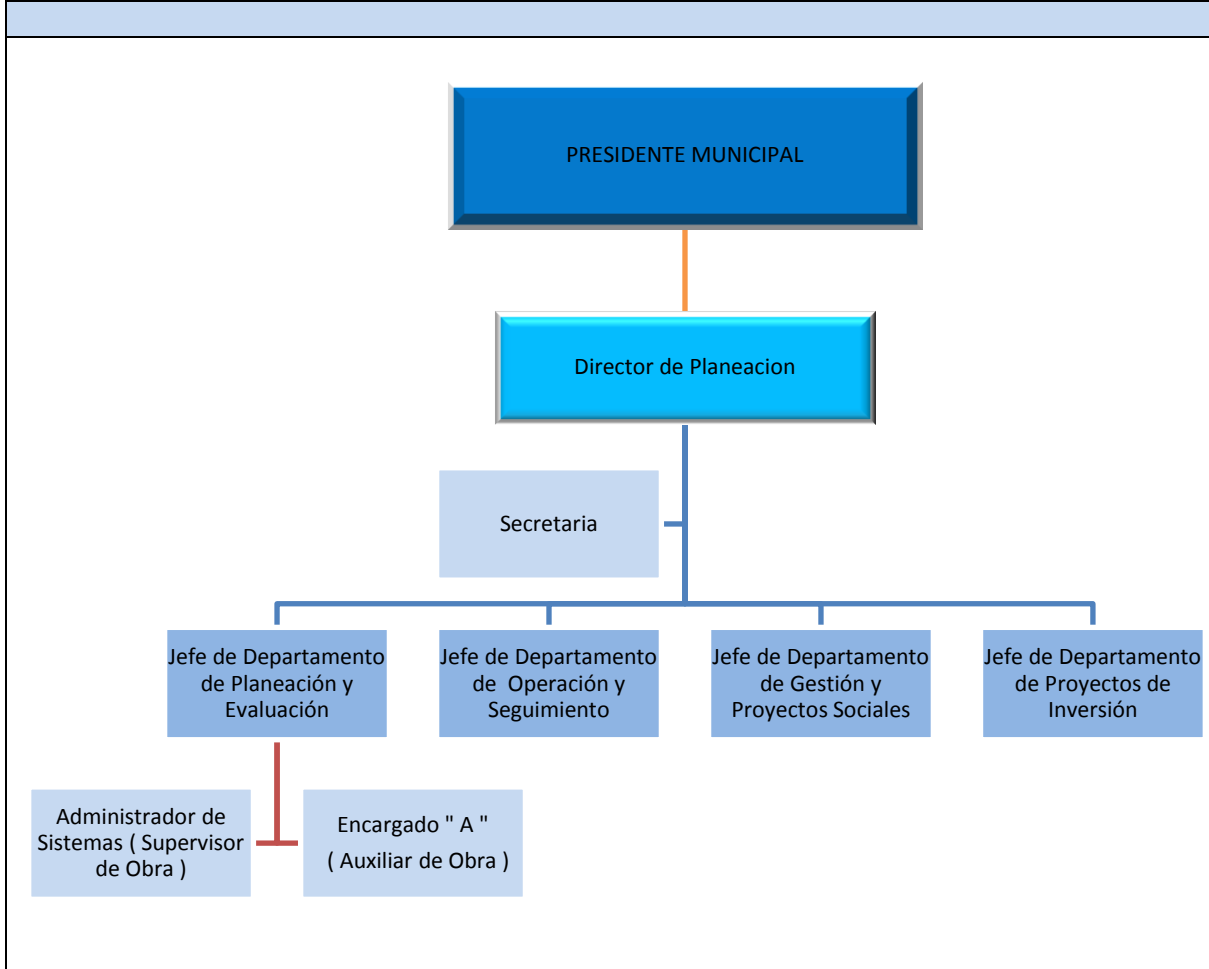 PRESIDENTE MUNICIPAL
Director de Planeacion
Secretaria
Jefe de Departamento
de Planeación y
Evaluación
Jefe de Departamento
de Operación y
Seguimiento
Jefe de Departamento
de Gestión y
Proyectos Sociales
Jefe de Departamento
de Proyectos de
Inversión
Administrador de
Sistemas ( Supervisor
de Obra )
Encargado " A "
( Auxiliar de Obra )